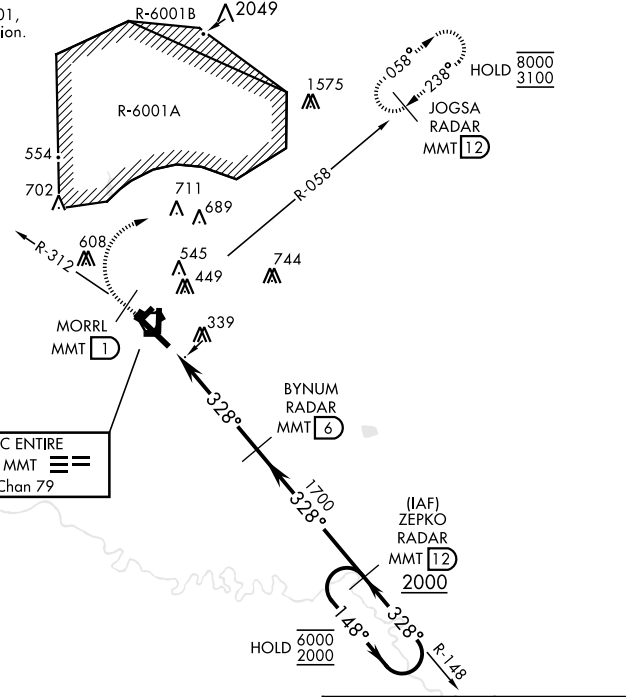 01,
ion.
R-6001B
2049
R-6001A
1575
058°
238°
HOLD 8000
3100
JOGSA
RADAR
MMT 12
554
702
711
689
R-058
R-312
608
545
449
744
MORRL
MMT 1
339
328°
BYNUM
RADAR
MMT 6
C ENTIRE
MMT
Chan 79
1700
328°
(IAF)
ZEPKO
RADAR
MMT 12
2000
148°
328°
HOLD 6000
2000
R-148